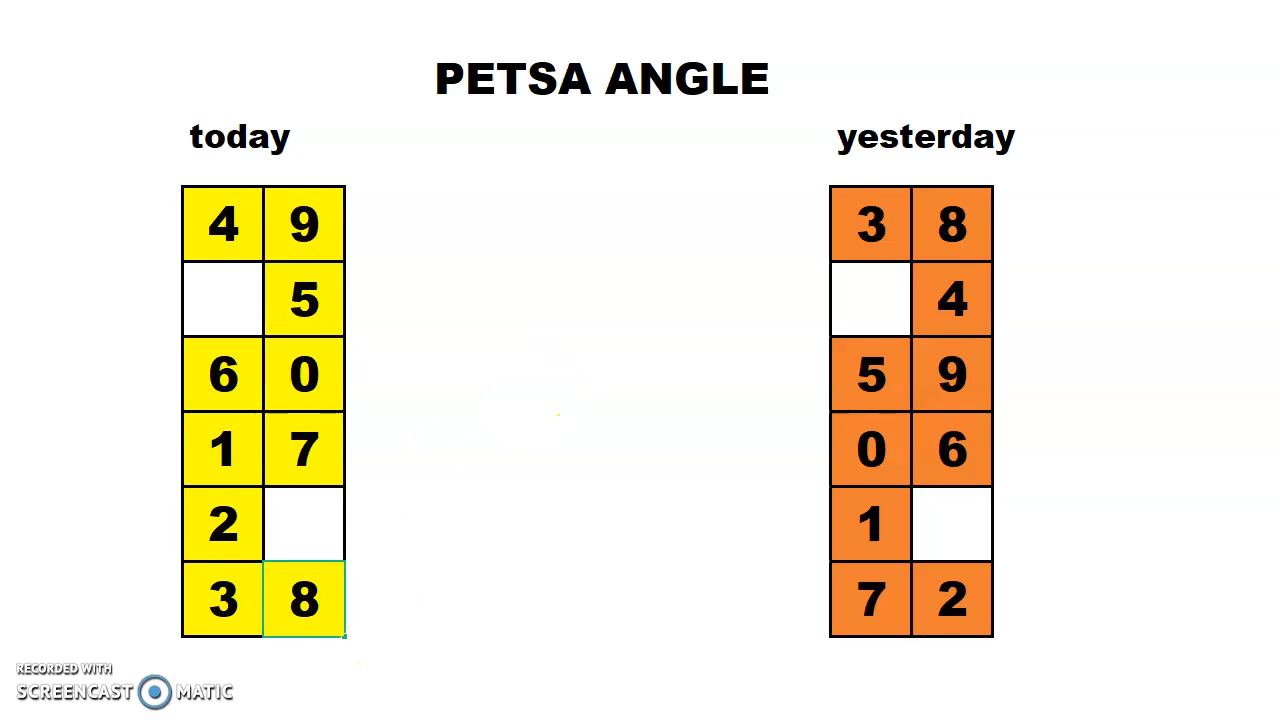 PETSA ANGLE
today yesterday
4 9 3 8
5 4
6 0 5 9
1 7 0 6
2 1
3 8 7 2
RECORDED WITH
SCREENCAST MATIC